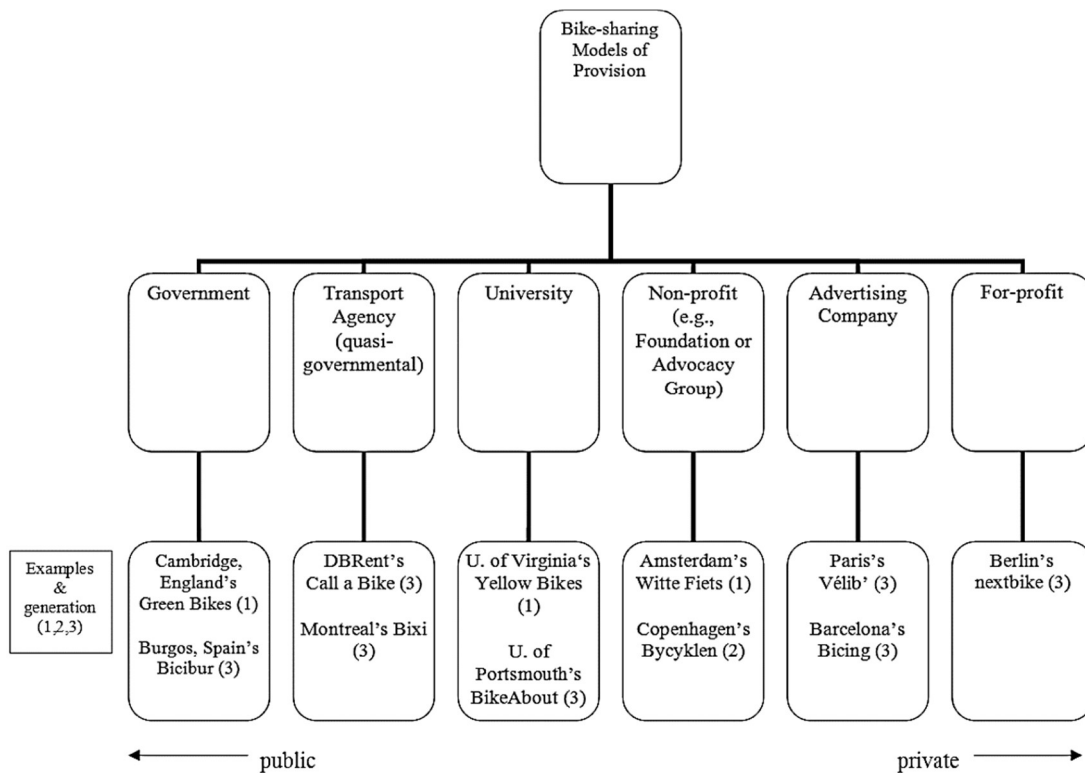 Bike-sharing
Models of
Provision
Government
Transport
Agency
(quasi-
governmental)
University
Non-profit
(e.g.,
Foundation or
Advocacy
Group)
Advertising
Company
For-profit
Examples
&
generation
(1,2,3)
Cambridge,
England’s
Green Bikes (1)
Burgos, Spain’s
Bicibur (3)
DBRent’s
Call a Bike (3)
Montreal’s Bixi
(3)
U. of Virginia‘s
Yellow Bikes
(1)
U. of
Portsmouth’s
BikeAbout (3)
Amsterdam’s
Witte Fiets (1)
Copenhagen’s
Bycyklen (2)
Paris’s
Vélib’ (3)
Barcelona’s
Bicing (3)
Berlin’s
nextbike (3)
public
private